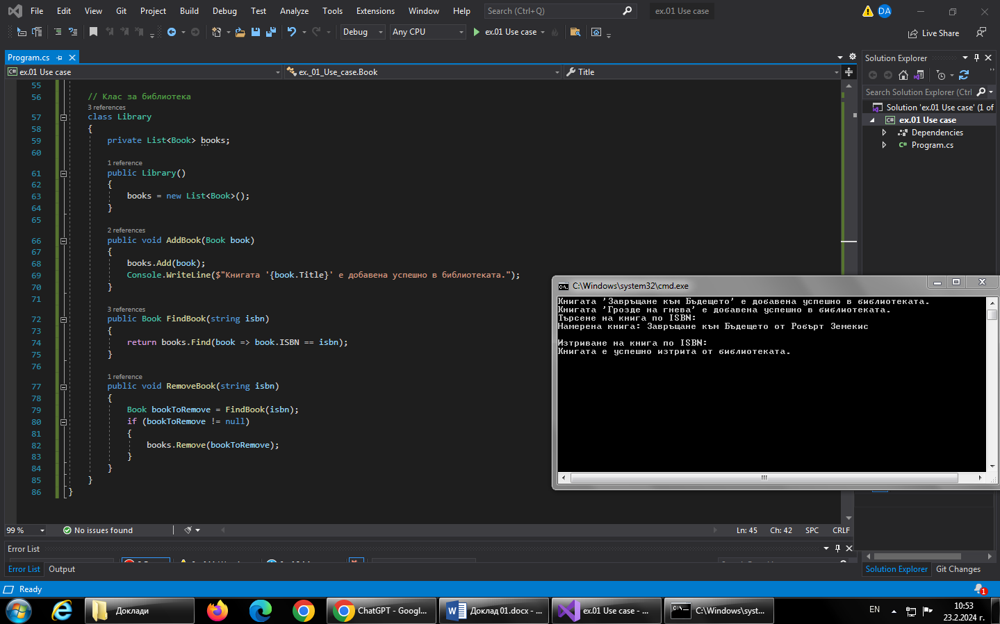 File Edit View Git Project Build Debug Test Analyze Tools Extensions Window Help Search (Ctrl+Q) ex.01 Use case DA
Debug Any CPU ex.01 Use case Live Share
Program.cs
ex.01 Use case ex._01_Use_case.Book Title
55
56 // Клас за библиотека
3 references
57 class Library
58 {
59 private List<Book> books;
60
1 reference
61 public Library()
62 {
63 books = new List<Book>();
64 }
65
2 references
66 public void AddBook(Book book)
67 {
68 books.Add(book);
69 Console.WriteLine($"Книгата '{book.Title}' е добавена успешно в библиотеката.");
70 }
71
3 references
72 public Book FindBook(string isbn)
73 {
74 return books.Find(book => book.ISBN == isbn);
75 }
76
1 reference
77 public void RemoveBook(string isbn)
78 {
79 Book bookToRemove = FindBook(isbn);
80 if (bookToRemove != null)
81 {
82 books.Remove(bookToRemove);
83 }
84 }
85 }
86 }
99 % No issues found Ln: 45 Ch: 42 SPC CRLF
Error List
Error List Output
Ready
Solution Explorer
Search Solution Explorer (Ctrl
Solution 'ex.01 Use case' (1 of
C# ex.01 Use case
Dependencies
C# Program.cs
Solution Explorer Git Changes
1
C:\Windows\system32\cmd.exe
Книгата 'Завръщане към Бъдещето' е добавена успешно в библиотеката.
Книгата 'Грозде на гнева' е добавена успешно в библиотеката.
Търсене на книга по ISBN:
Намерена книга: Завръщане към Бъдещето от Робърт Земекис
Изтриване на книга по ISBN:
Книгата е успешно изтрита от библиотеката.
Доклади ChatGPT - Googl... Доклад 01.docx - ... ex.01 Use case - ... C:\Windows\syst... EN 10:53
23.2.2024 г.